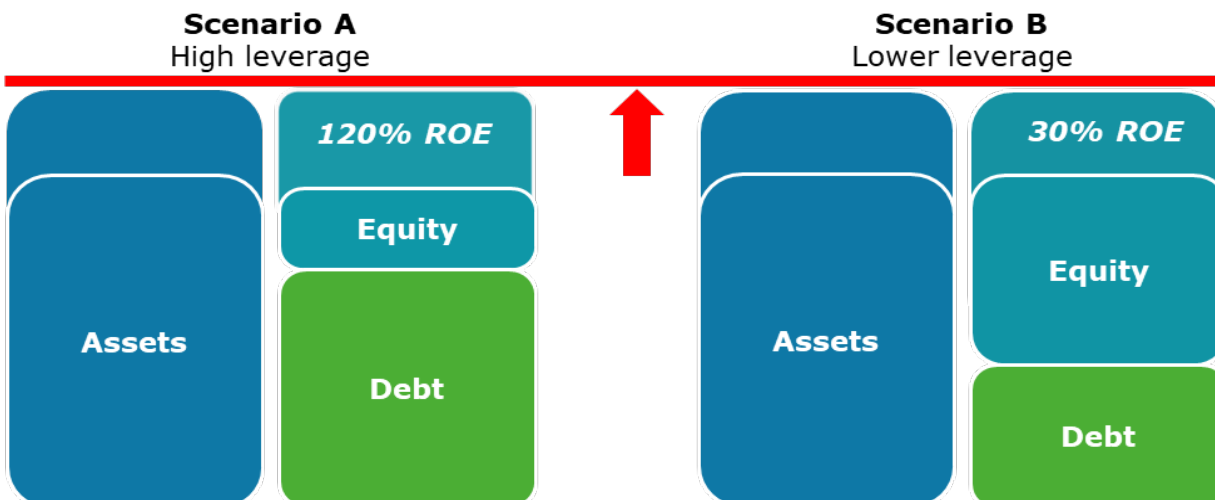 Scenario A
High leverage
Scenario B
Lower leverage
120% ROE
30% ROE
Equity
Equity
Assets
Assets
Debt
Debt